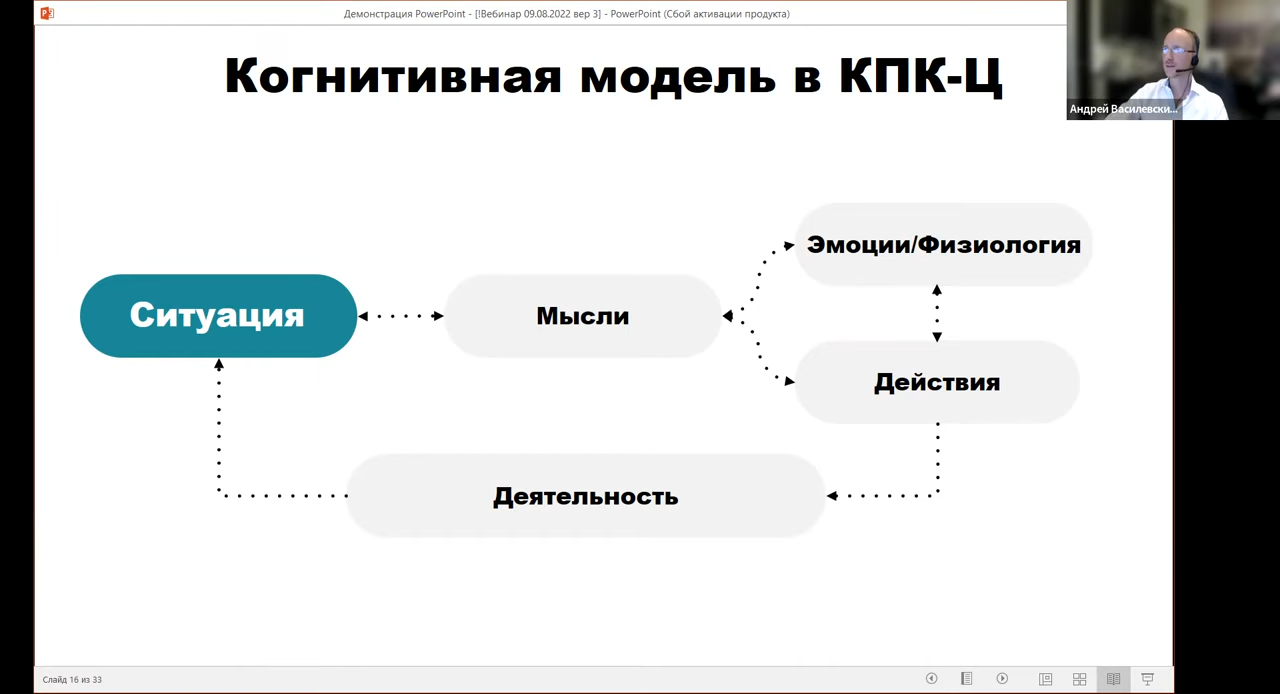 Демонстрация PowerPoint - [!Вебинар 09.08.2022 вер 3] - PowerPoint (Сбой активации продукта)
Когнитивная модель в КПК-Ц
Андрей Василевски...
Эмоции/Физиология
Ситуация
Мысли
Действия
Деятельность
Слайд 16 из 33